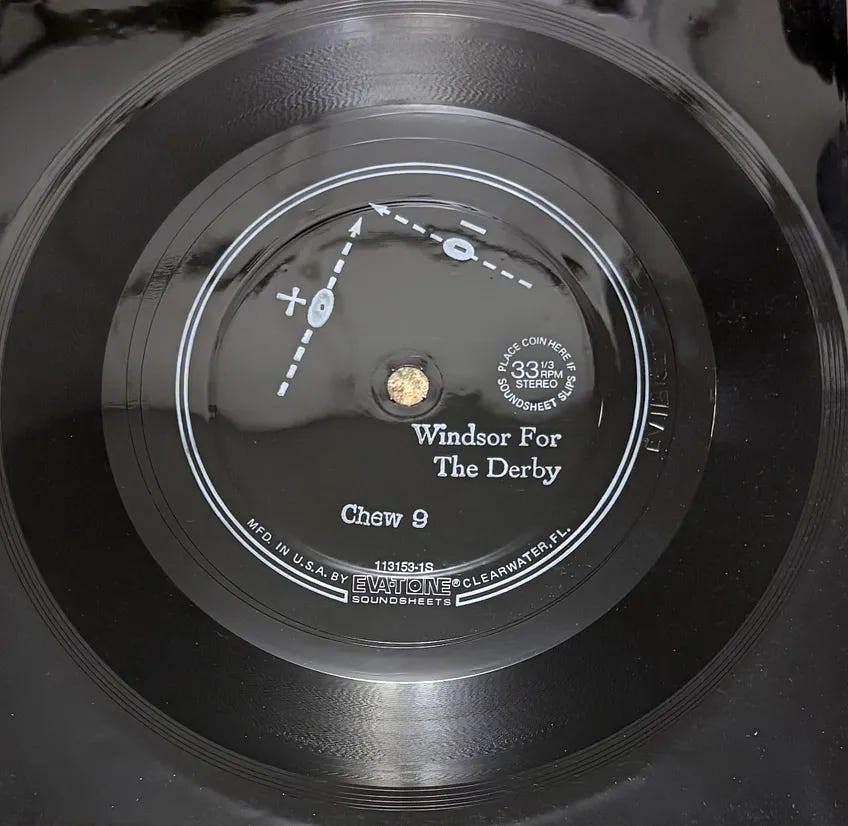 PLACE COIN HERE IF
33 1/3
RPM
STEREO
SOUNDSHEET SLIPS
Windsor For
The Derby
Chew 9
113153-1S
MFD. IN U.S.A. BY EVA-TONE® CLEARWATER, FL.
SOUNDSHEETS